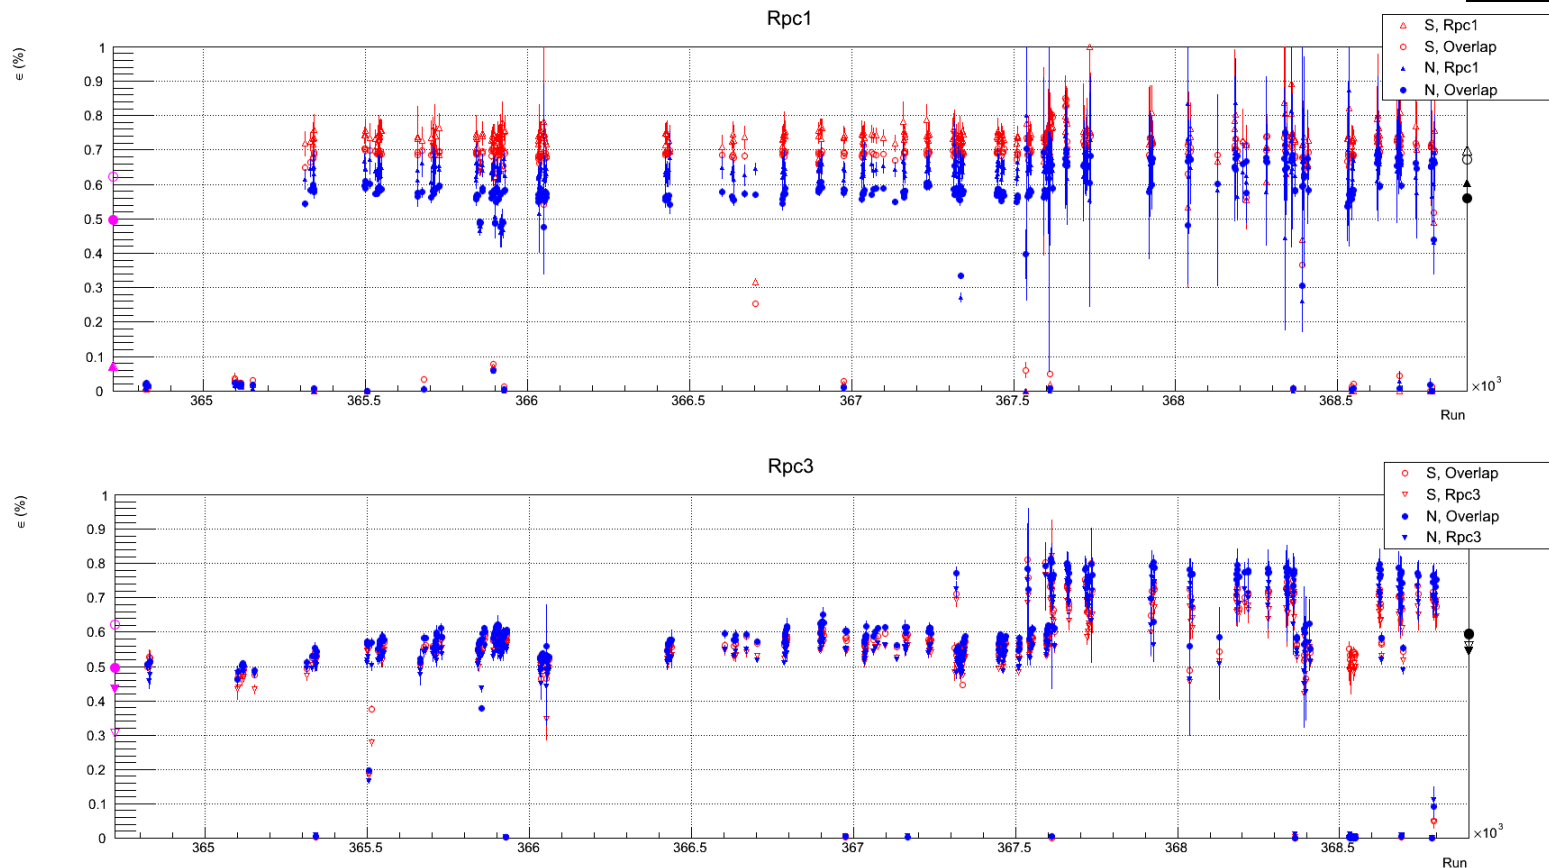 Rpc1
S, Rpc1
S, Overlap
N, Rpc1
N, Overlap
ϵ (%)
1
0.9
0.8
0.7
0.6
0.5
0.4
0.3
0.2
0.1
0
365
365.5
366
366.5
367
367.5
368
368.5
×10³
Run
Rpc3
S, Overlap
S, Rpc3
N, Overlap
N, Rpc3
ϵ (%)
1
0.9
0.8
0.7
0.6
0.5
0.4
0.3
0.2
0.1
0
365
365.5
366
366.5
367
367.5
368
368.5
×10³
Run